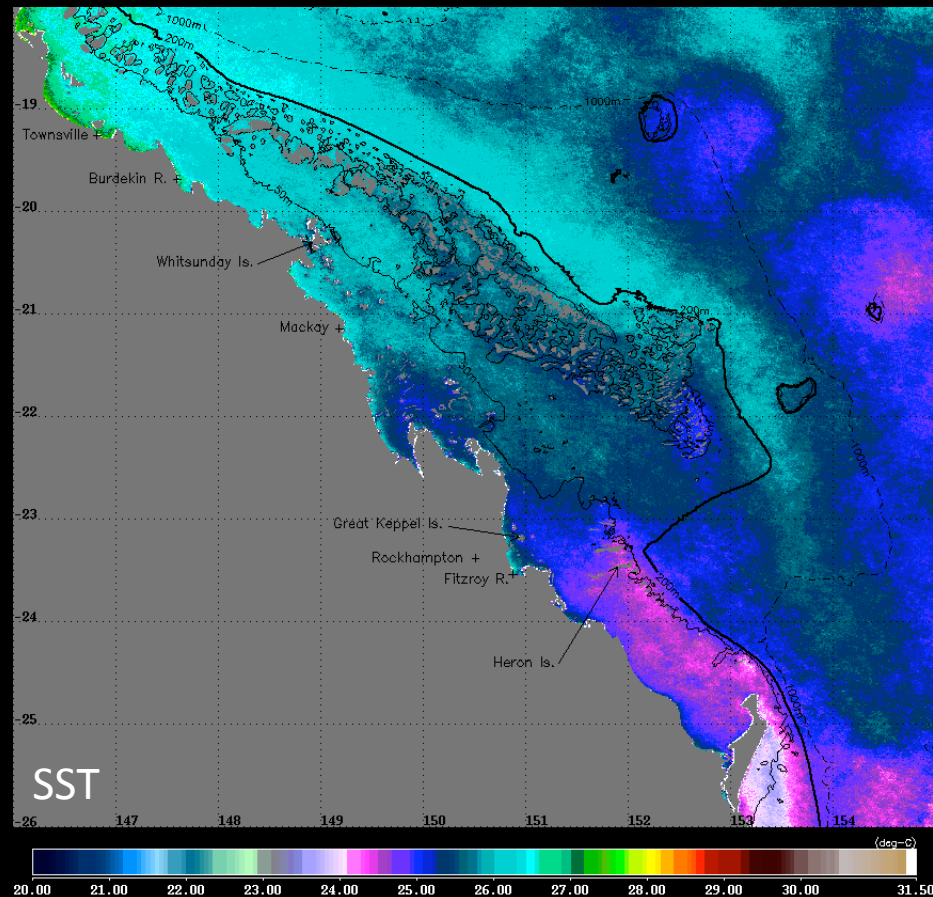 1000m
200m
1000m
-19
Townsville
Burdekin R.
50m
50m
-20
Whitsunday Is.
-21
200m
Mackay
50m
-22
1000m
-23
Great Keppel Is.
Rockhampton
Fitzroy R.
200m
-24
Heron Is.
1000m
-25
SST
-26
147 148 149 150 151 152 153 154
(deg-C)
20.00 21.00 22.00 23.00 24.00 25.00 26.00 27.00 28.00 29.00 30.00 31.50